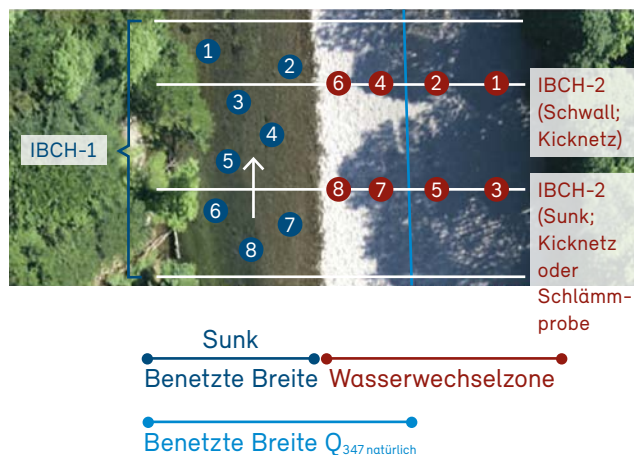 1
2
6
4
2
1
IBCH-2
(Schwall;
Kicknetz)
3
4
IBCH-1
5
8
7
5
3
IBCH-2
(Sunk;
Kicknetz
oder
Schlämm-
probe
6
7
8
Sunk
Benetzte Breite
Wasserwechselzone
Benetzte Breite Q347 natürlich